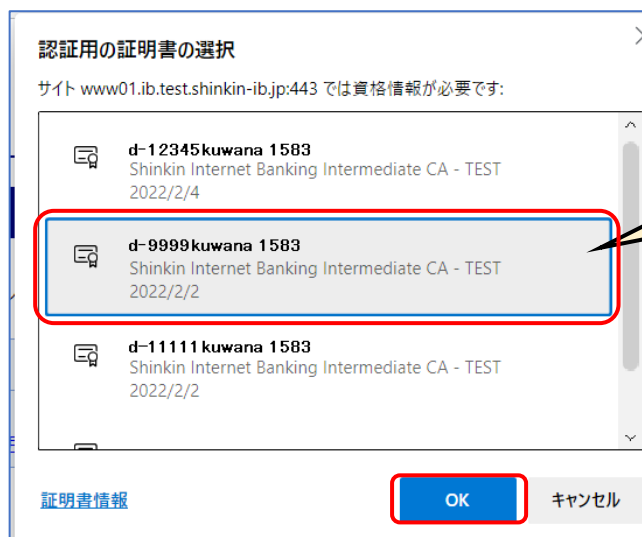 認証用の証明書の選択
サイト www01.ib.test.shinkin-ib.jp:443 では資格情報が必要です:
d-12345kuwana 1583
Shinkin Internet Banking Intermediate CA - TEST
2022/2/4
d-9999kuwana 1583
Shinkin Internet Banking Intermediate CA - TEST
2022/2/2
d-11111kuwana 1583
Shinkin Internet Banking Intermediate CA - TEST
2022/2/2
証明書情報
OK
キャンセル